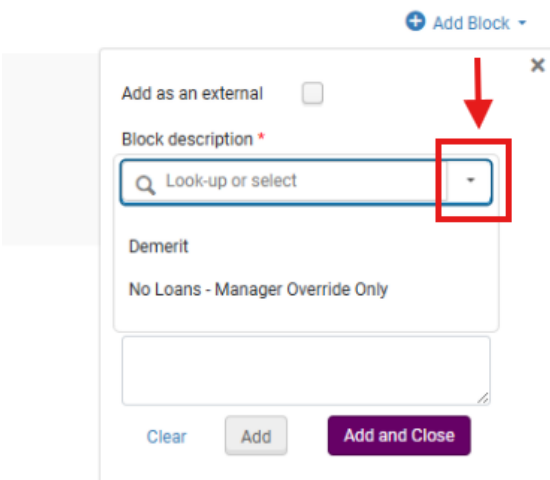 Add Block
Add as an external
Block description *
Look-up or select
Demerit
No Loans - Manager Override Only
Clear Add Add and Close